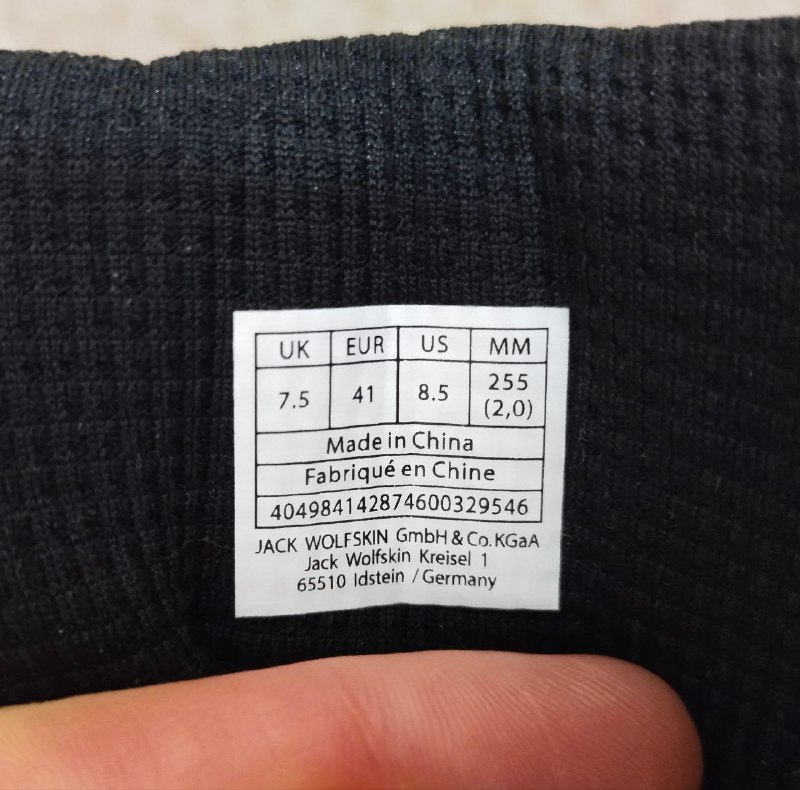 UK EUR US MM
7.5 41 8.5 255
(2,0)
Made in China
Fabriqué en Chine
404984142874600329546
JACK WOLFSKIN GmbH & Co. KGaA
Jack Wolfskin Kreisel 1
65510 Idstein / Germany